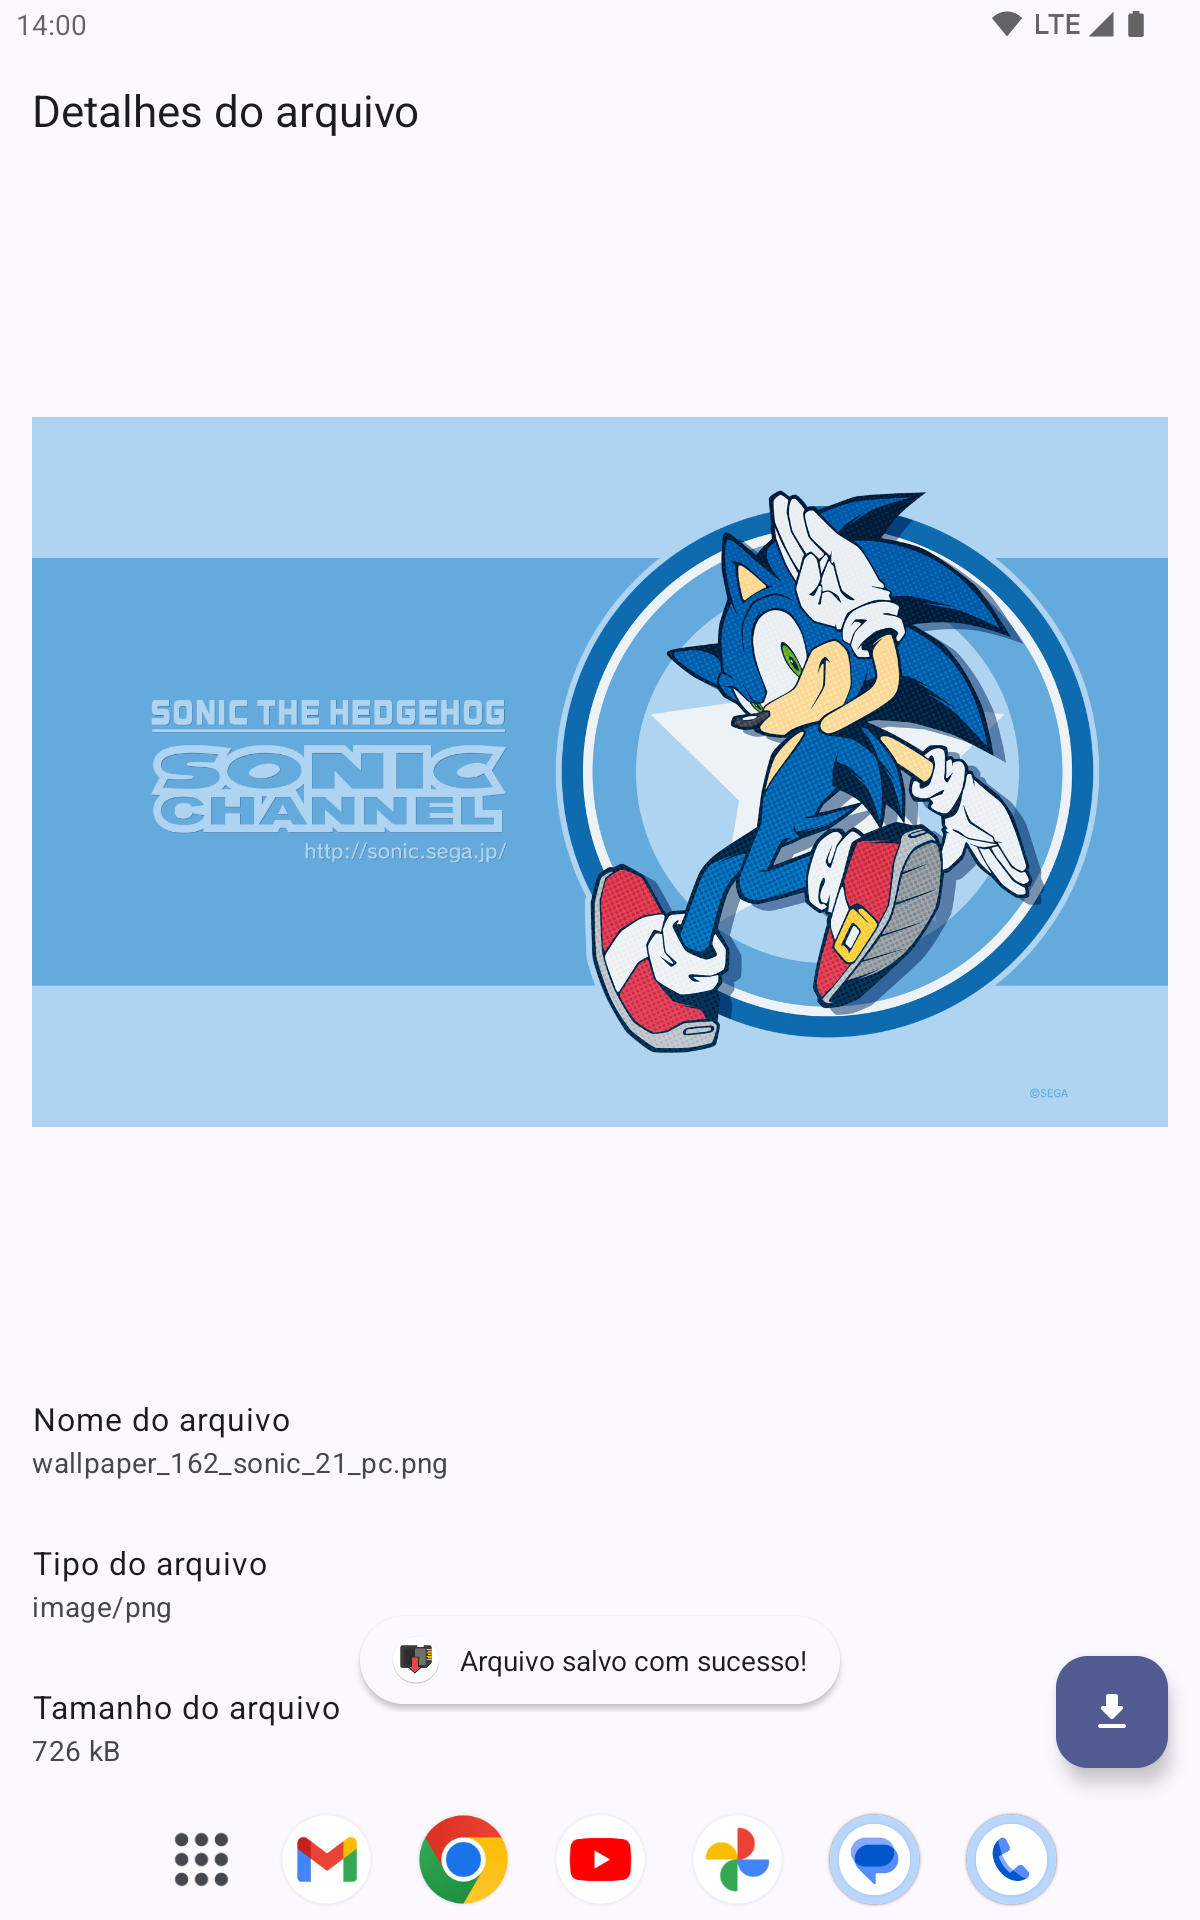 14:00
LTE
Detalhes do arquivo
SONIC THE HEDGEHOG
SONIC
CHANNEL
http://sonic.sega.jp/
©SEGA
Nome do arquivo
wallpaper_162_sonic_21_pc.png
Tipo do arquivo
image/png
Arquivo salvo com sucesso!
Tamanho do arquivo
726 kB